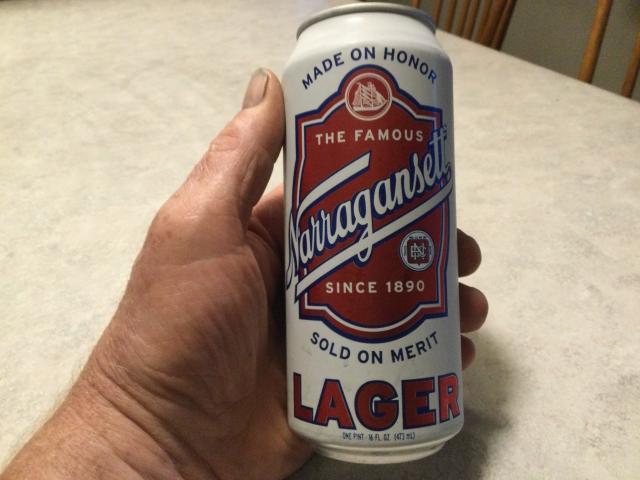 MADE ON HONOR
THE FAMOUS
Narragansett
SINCE 1890
SOLD ON MERIT
LAGER
ONE PINT - 16 FL. OZ. (473 mL)